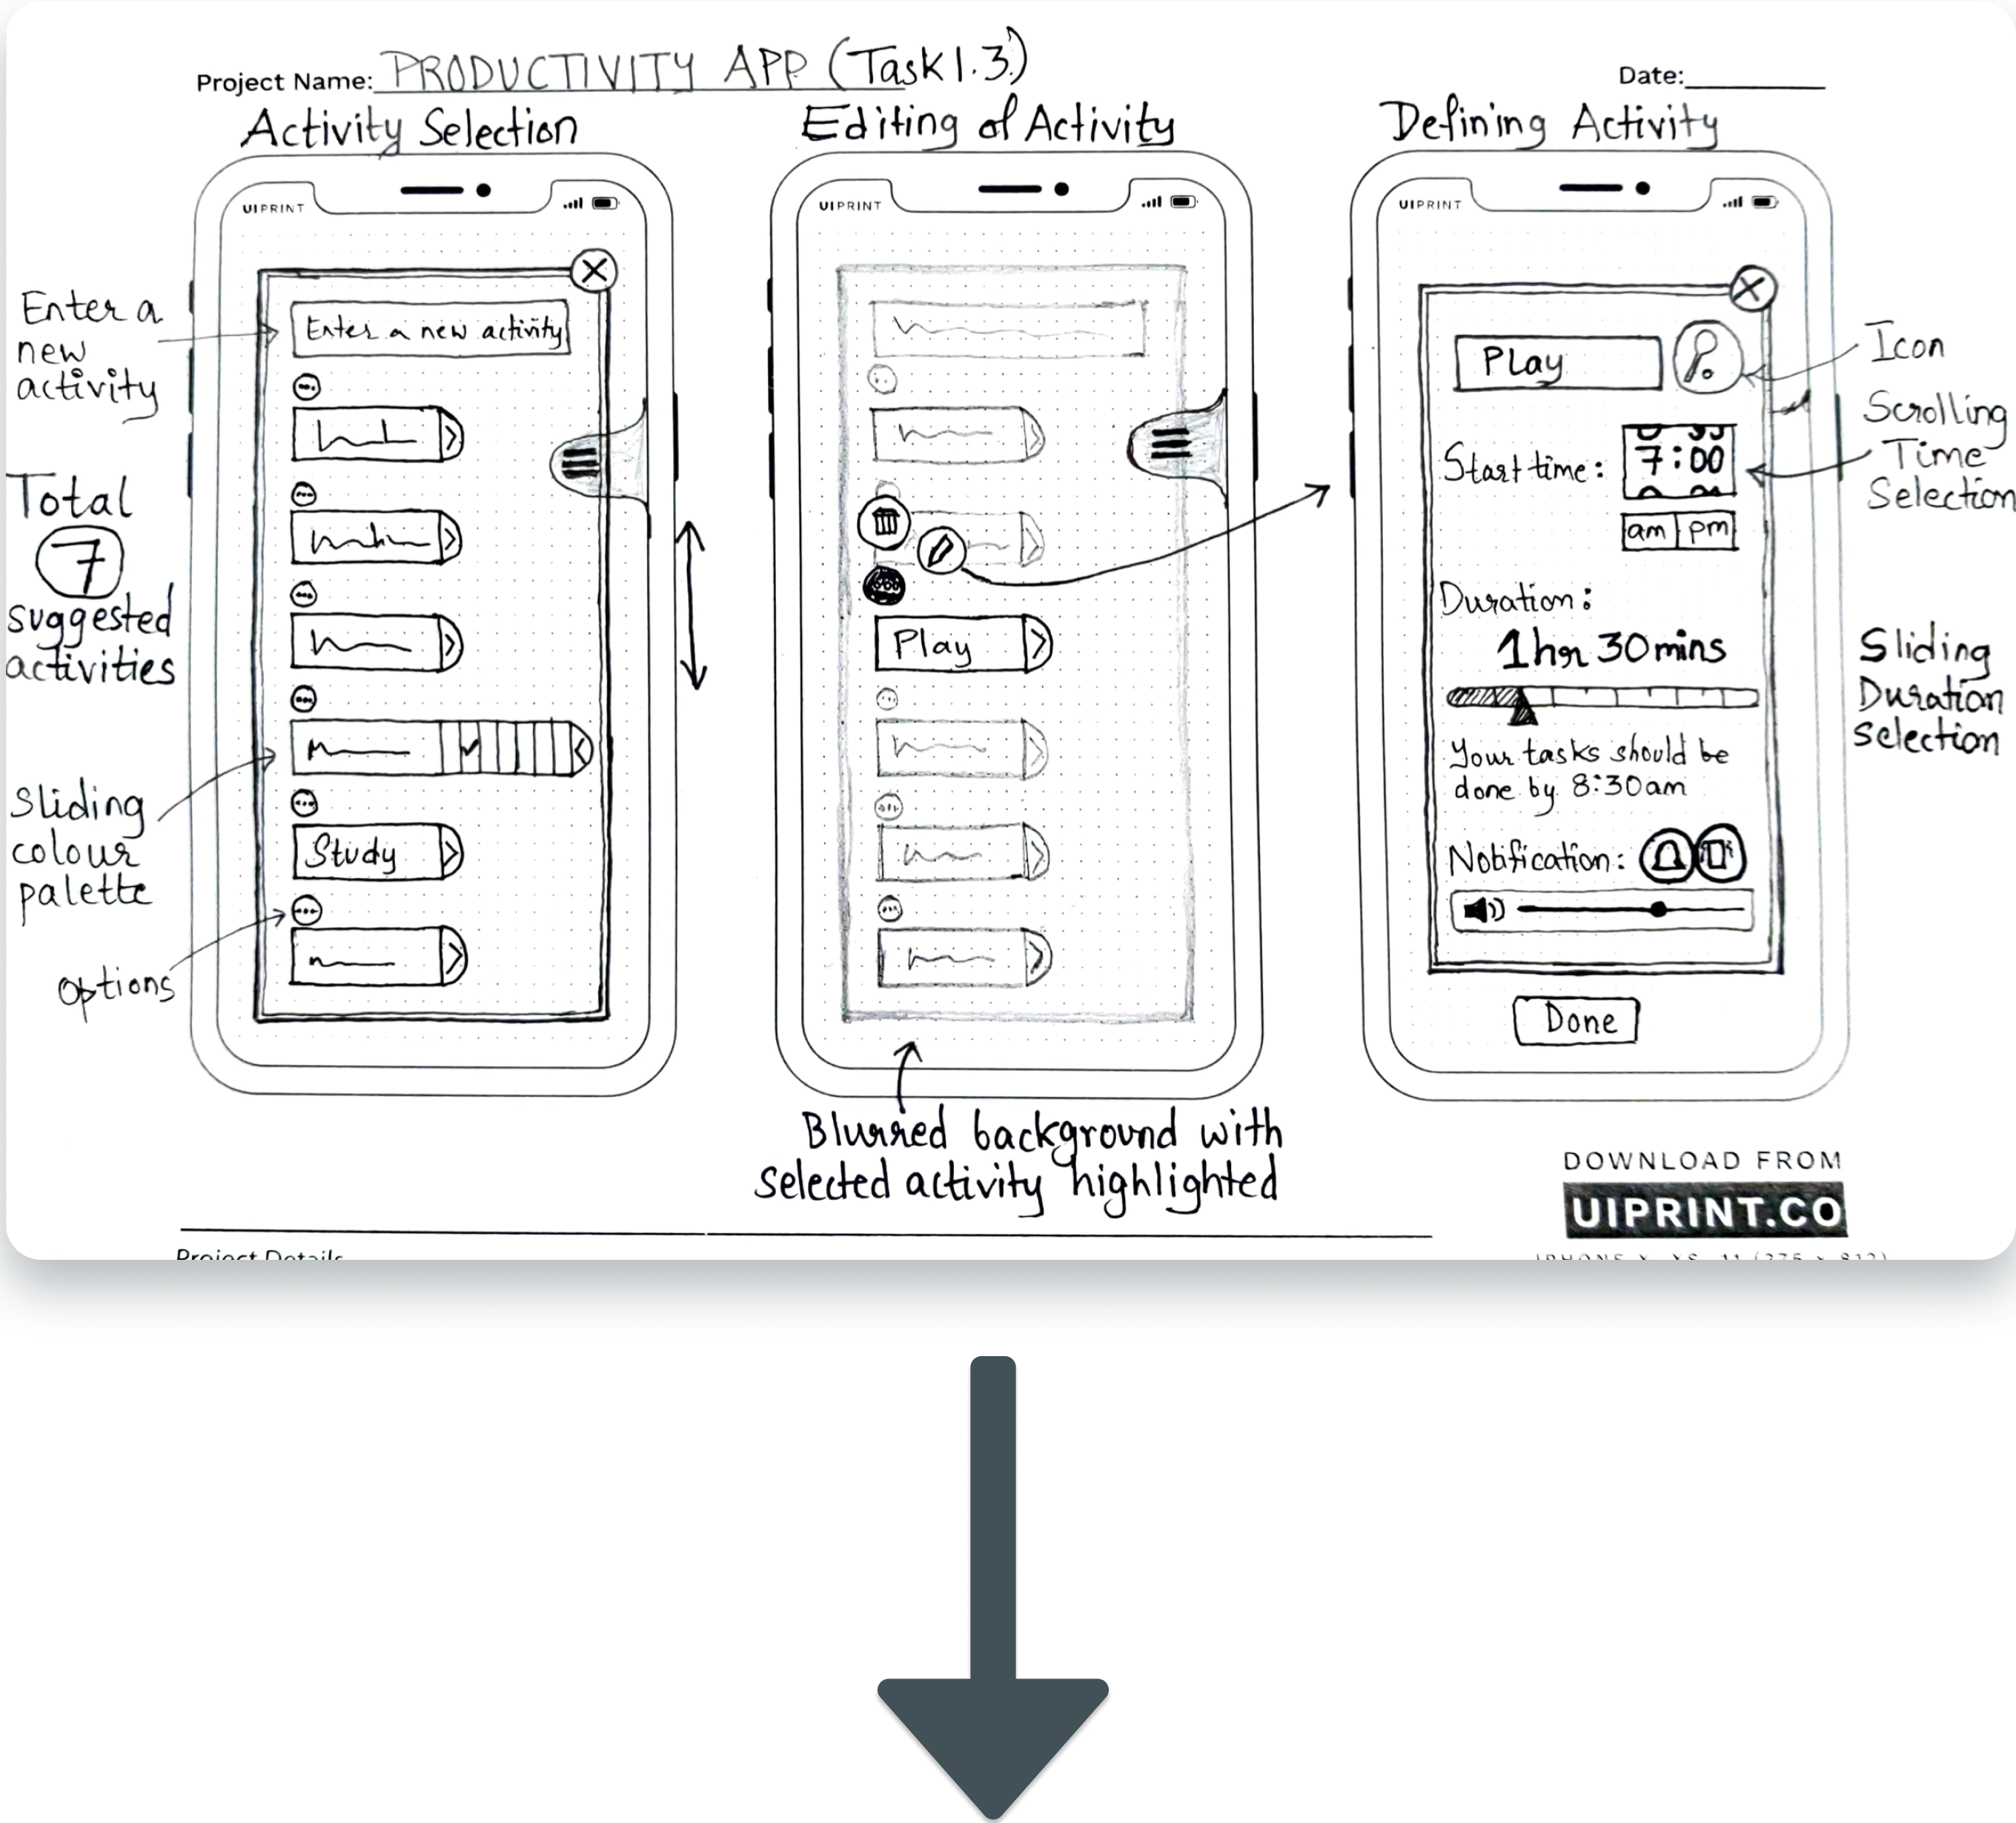 Project Name: PRODUCTIVITY APP (Task 1.3)
Date:
Activity Selection
Editing of Activity
Defining Activity
UIPRINT
UIPRINT
UIPRINT
Enter a
new
activity
Total
7
suggested
activities
Sliding
colour
palette
options
Enter a new activity
Study
Play
Blurred background with
selected activity highlighted
Play
Start time: 7:00
am pm
Duration:
1hr 30mins
Your tasks should be
done by 8:30am
Notification:
Done
Icon
Scrolling
Time
Selection
Sliding
Duration
selection
DOWNLOAD FROM
UIPRINT.CO
Project Details